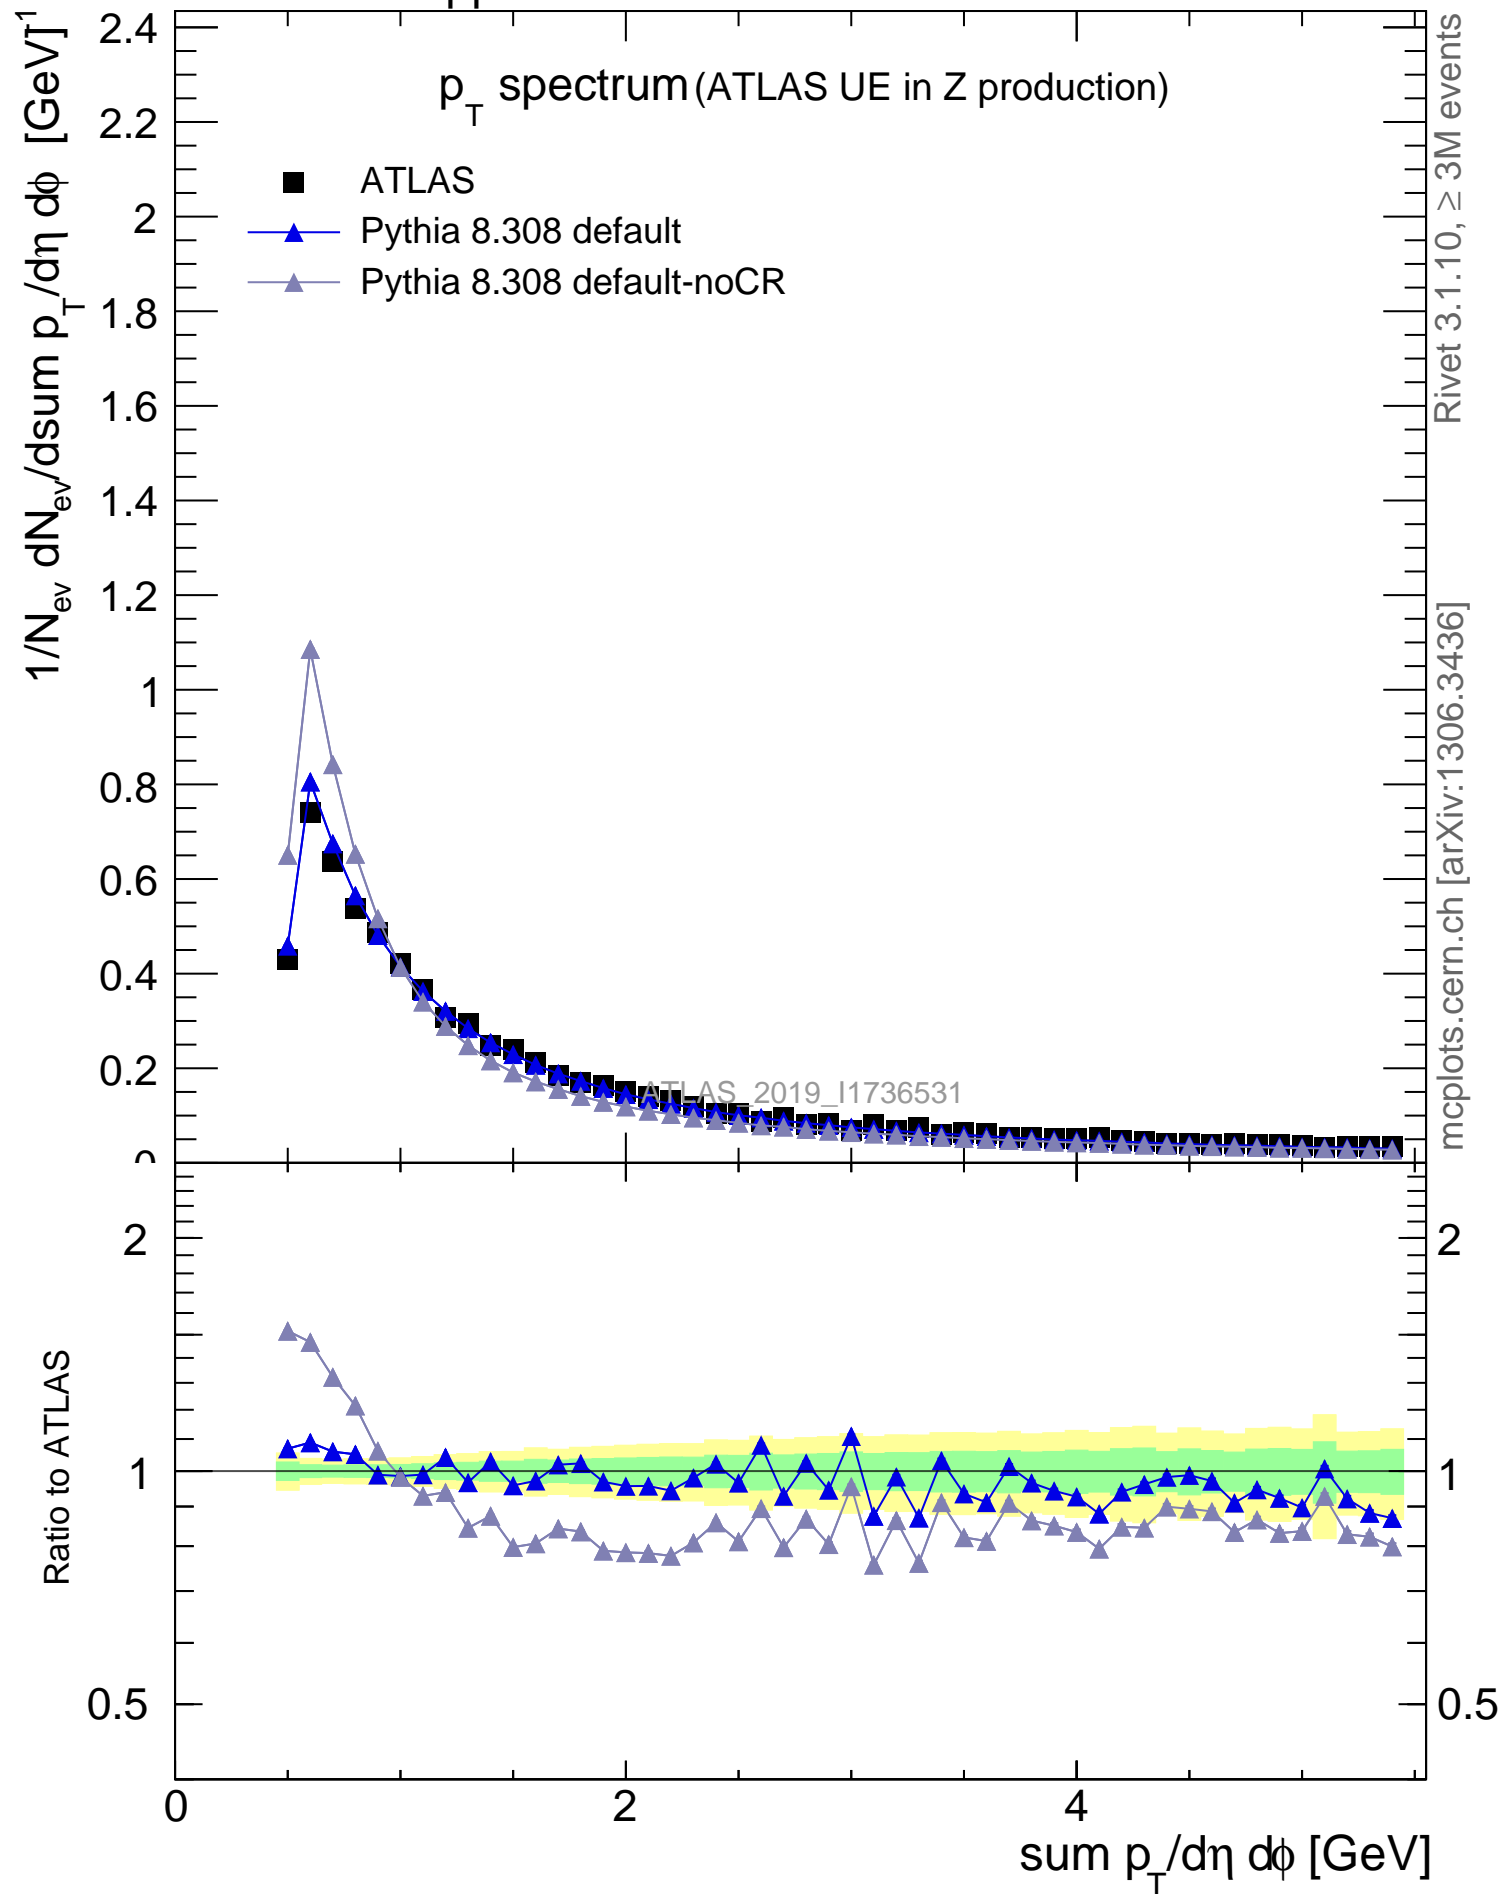 pp
p_T spectrum (ATLAS UE in Z production)
ATLAS
Pythia 8.308 default
Pythia 8.308 default-noCR
1/N_ev dN_ev/dsum p_T/dη dϕ [GeV]^-1
2.4
2.2
2
1.8
1.6
1.4
1.2
1
0.8
0.6
0.4
0.2
0
ATLAS_2019_I1736531
Rivet 3.1.10, ≥ 3M events
mcplots.cern.ch [arXiv:1306.3436]
Ratio to ATLAS
2
1
0.5
2
1
0.5
0
2
4
sum p_T/dη dϕ [GeV]